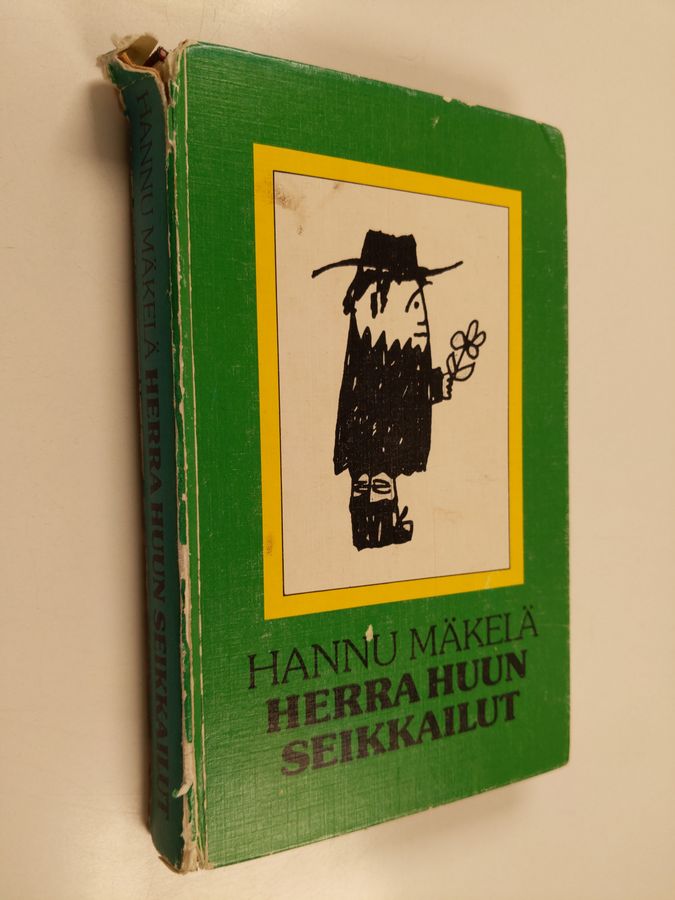 HANNU MÄKELÄ HERRA HUUN SEIKKAILUT
HANNU MÄKELÄ
HERRA HUUN
SEIKKAILUT